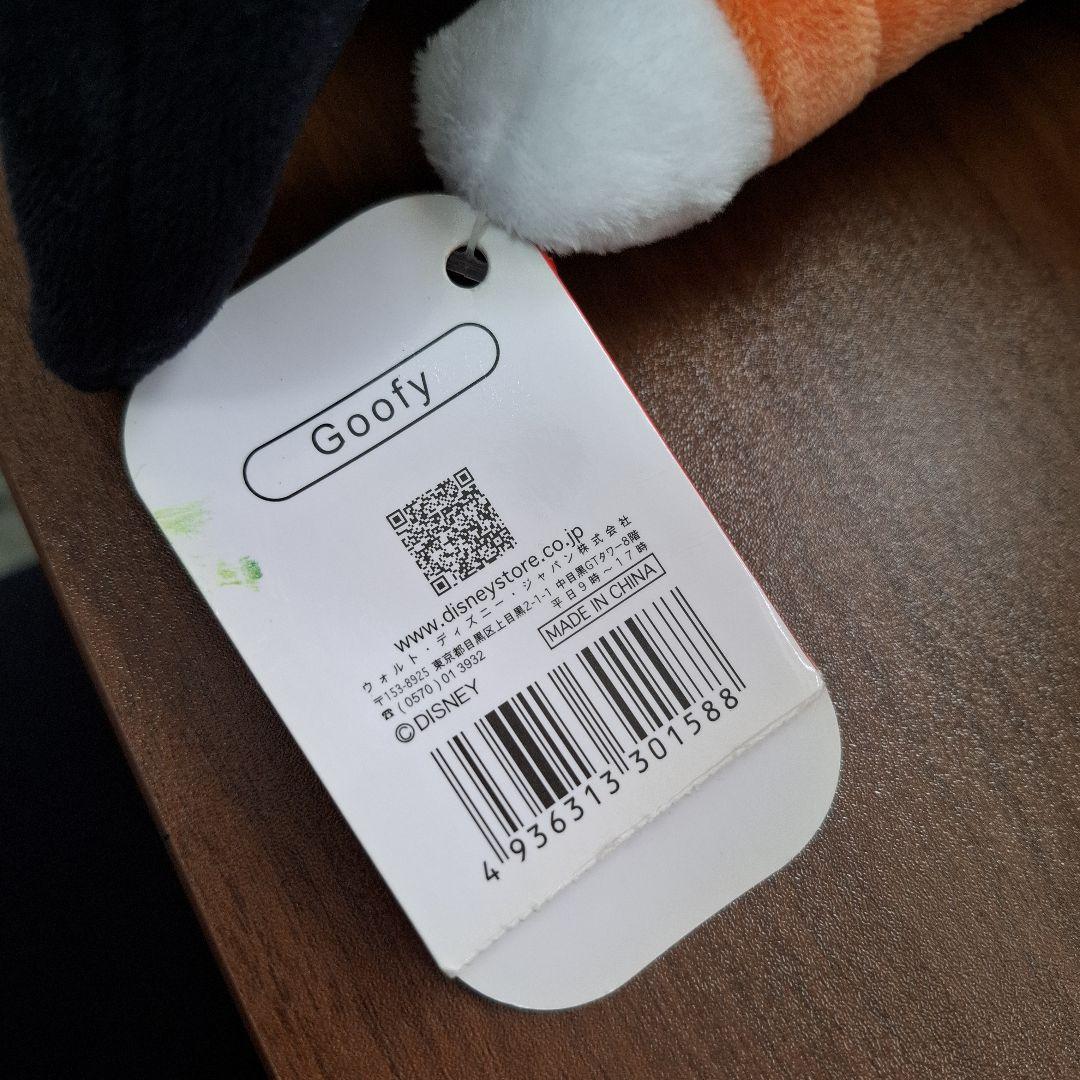 Goofy
www.disneystore.co.jp
ウォルト・ディズニー・ジャパン株式会社
〒153-8925 東京都目黒区上目黒2-1-1 中目黒GTタワー8階
☎(0570)01 3932 平日9時～17時
©DISNEY MADE IN CHINA
4 936313 301588